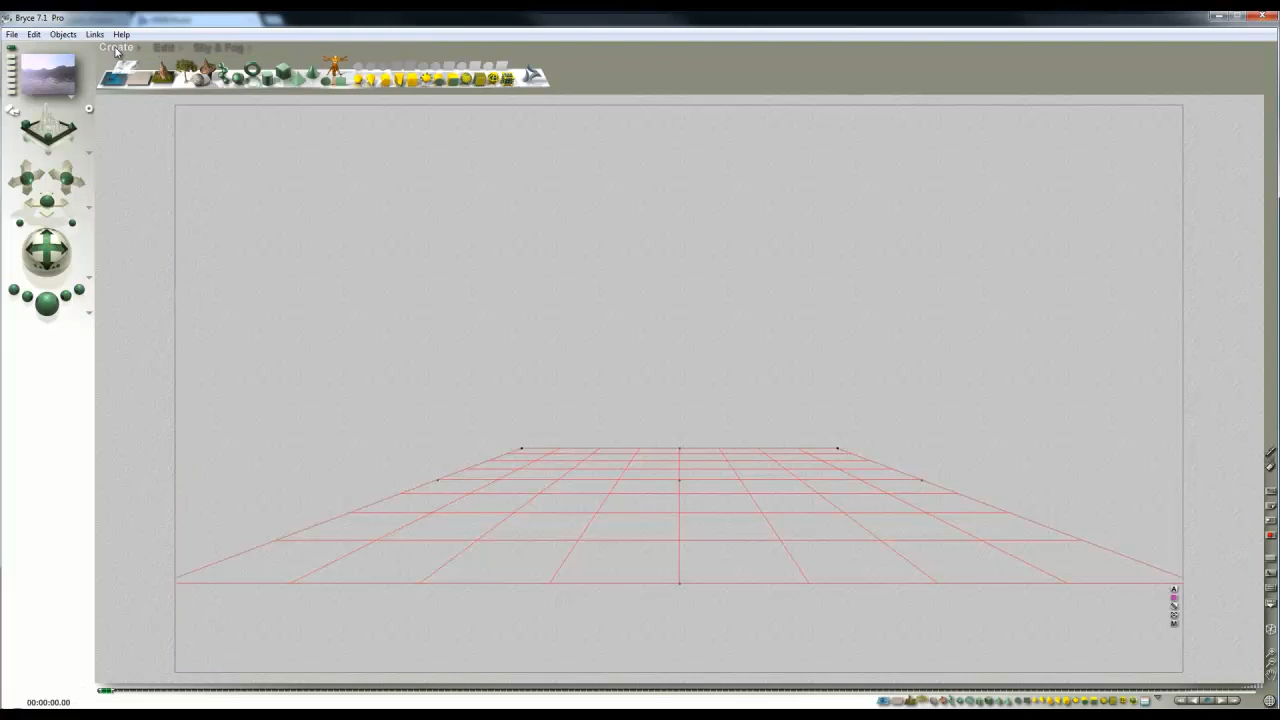 Bryce 7.1 Pro
File Edit Objects Links Help
Create Edit Sky & Fog
A
M
00:00:00.00